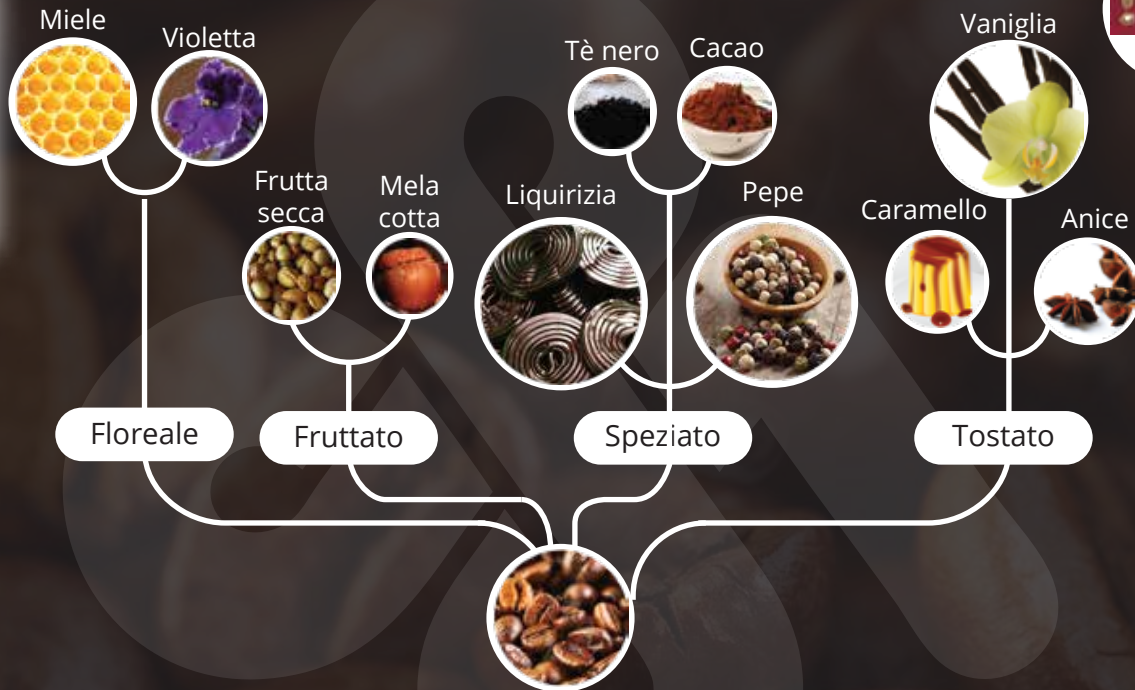 Miele
Violetta
Tè nero
Cacao
Vaniglia
Frutta
secca
Mela
cotta
Liquirizia
Pepe
Caramello
Anice
Floreale
Fruttato
Speziato
Tostato